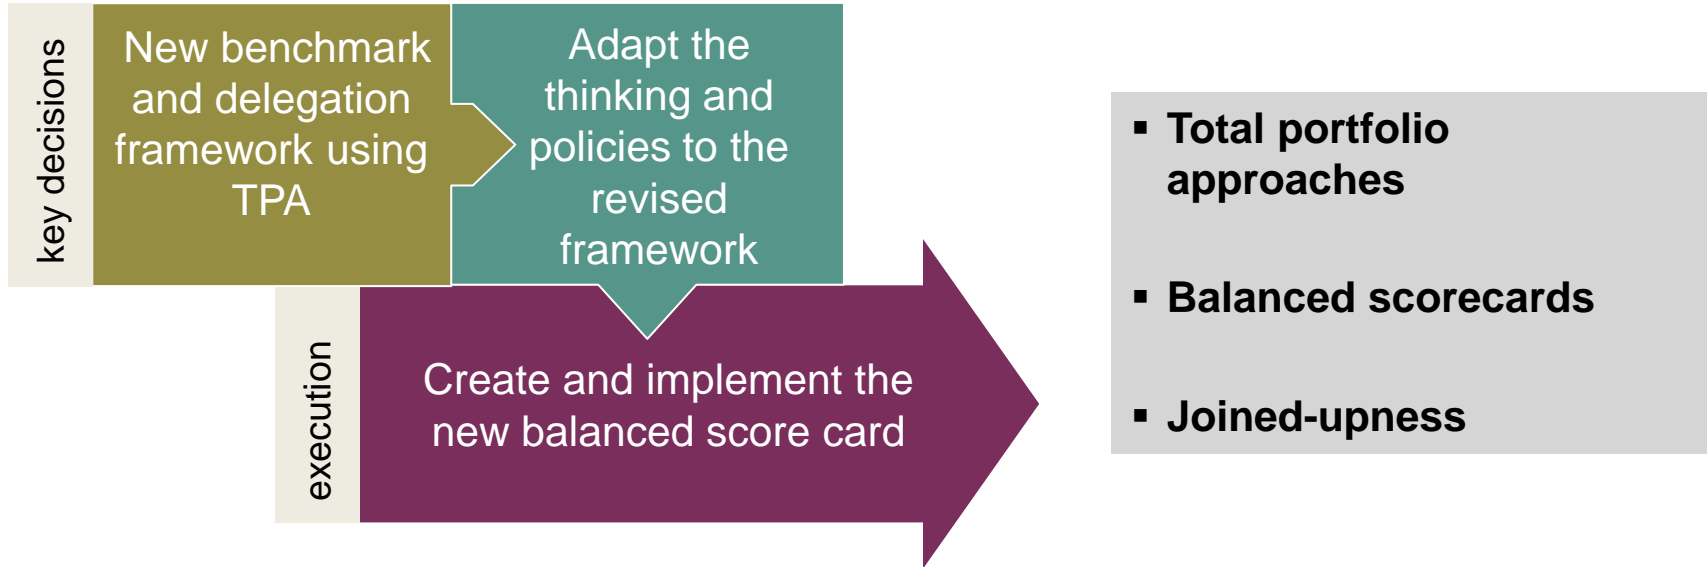 key decisions
New benchmark
and delegation
framework using
TPA
Adapt the
thinking and
policies to the
revised
framework
execution
Create and implement the
new balanced score card
▪ Total portfolio
approaches
▪ Balanced scorecards
▪ Joined-upness